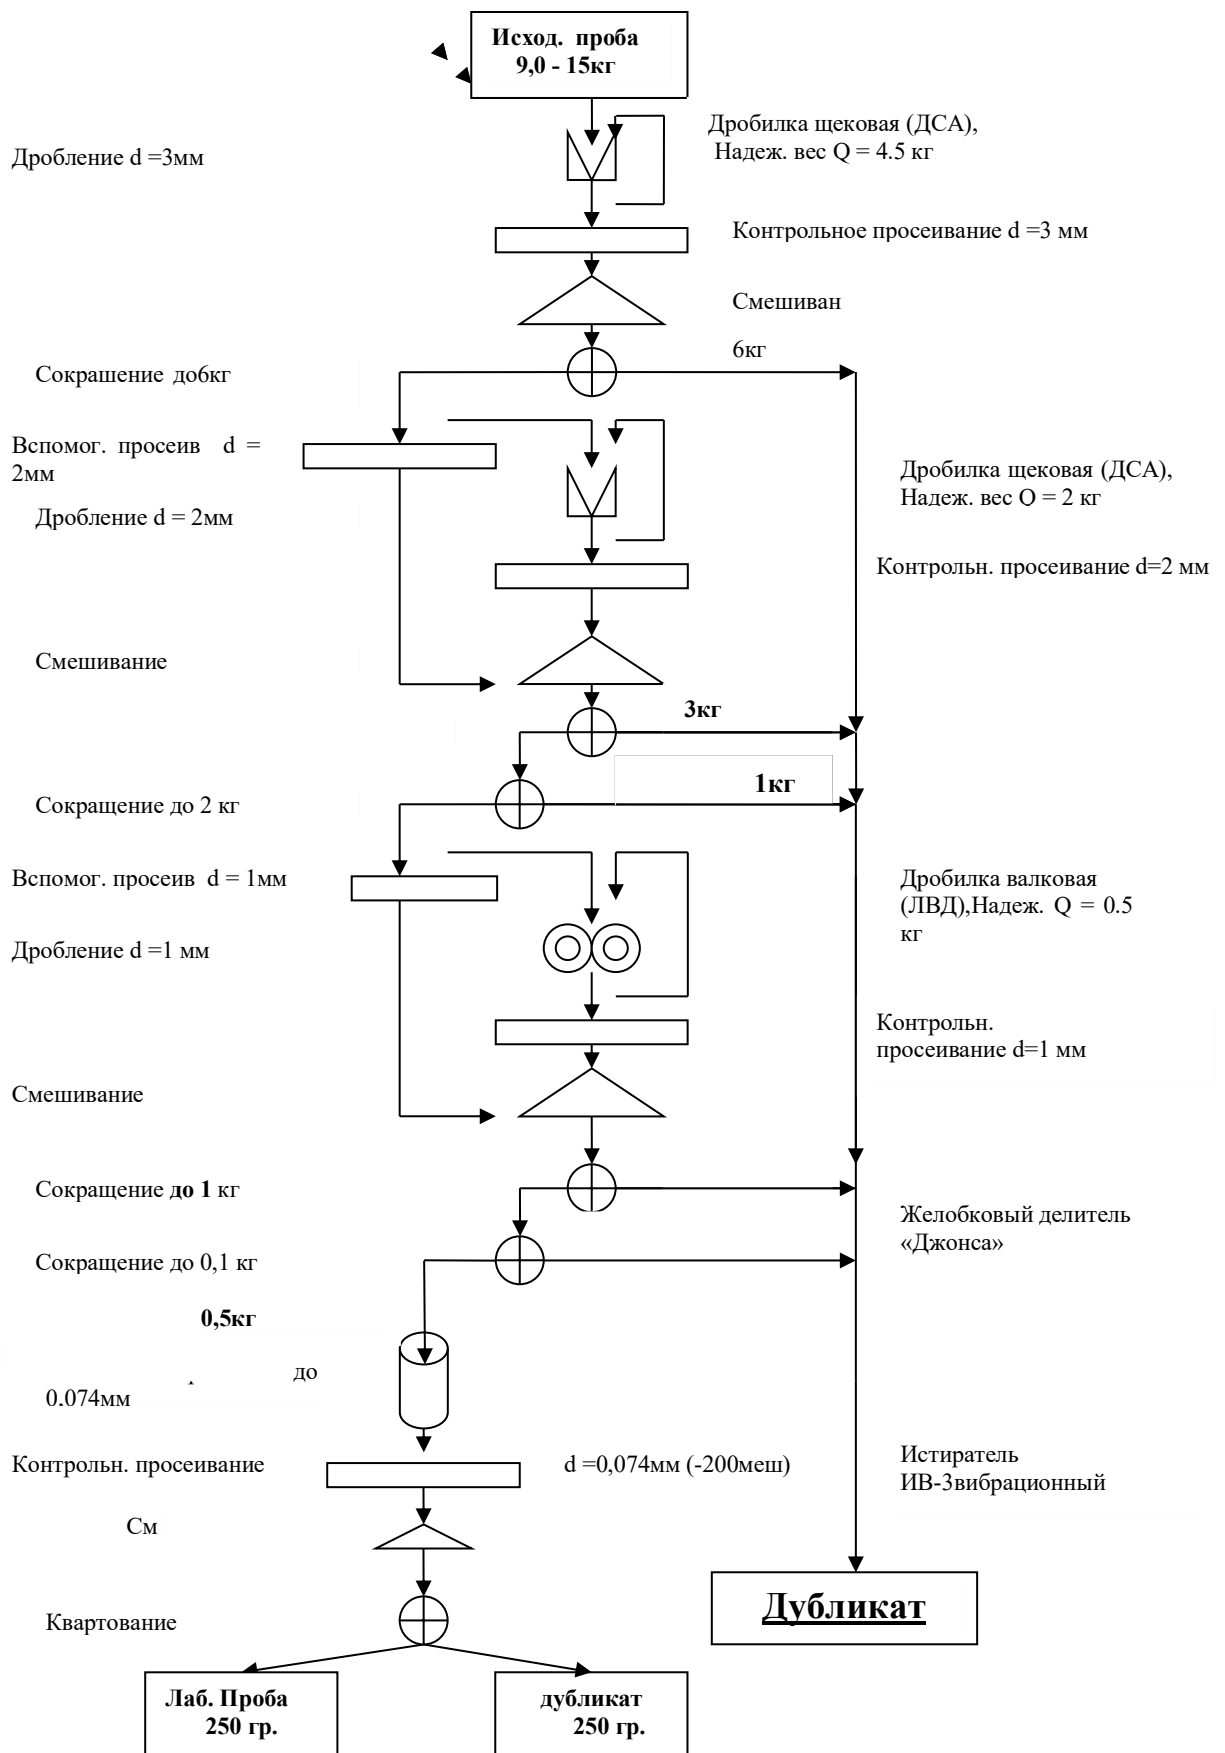 Исход. проба
9,0 - 15кг
Дробилка щековая (ДСА),
Надеж. вес Q = 4.5 кг
Дробление d =3мм
Контрольное просеивание d =3 мм
Смешиван
6кг
Сокрашение до6кг
Вспомог. просеив d =
2мм
Дробилка щековая (ДСА),
Надеж. вес Q = 2 кг
Дробление d = 2мм
Контрольн. просеивание d=2 мм
Смешивание
3кг
1кг
Сокращение до 2 кг
Вспомог. просеив d = 1мм
Дробилка валковая
(ЛВД),Надеж. Q = 0.5
кг
Дробление d =1 мм
Контрольн.
просеивание d=1 мм
Смешивание
Сокращение до 1 кг
Желобковый делитель
«Джонса»
Сокращение до 0,1 кг
0,5кг
до
0.074мм
Контрольн. просеивание
d =0,074мм (-200меш)
Истиратель
ИВ-3вибрационный
См
Дубликат
Квартование
Лаб. Проба
250 гр.
дубликат
250 гр.